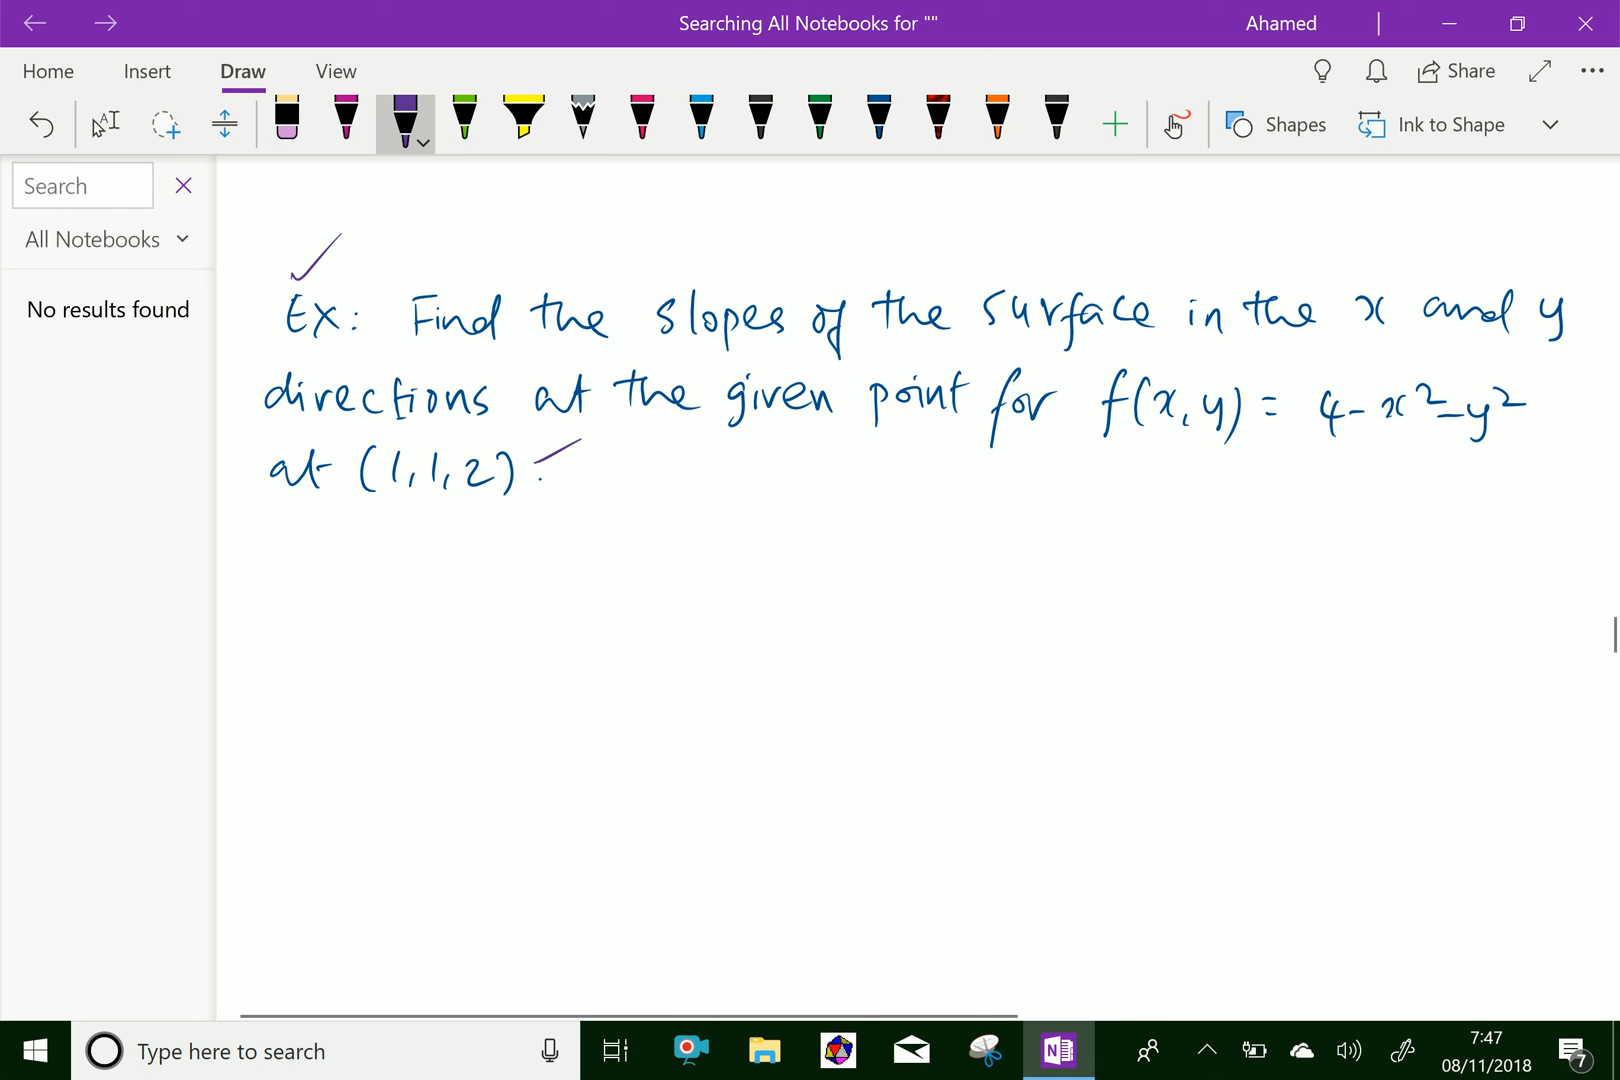 Searching All Notebooks for ""
Ahamed
Home Insert Draw View
Share
Shapes
Ink to Shape
Search
All Notebooks
No results found
Ex: Find the slopes of the surface in the x and y
directions at the given point for f(x,y) = 4-x²-y²
at (1,1,2).
Type here to search
7:47
08/11/2018
7